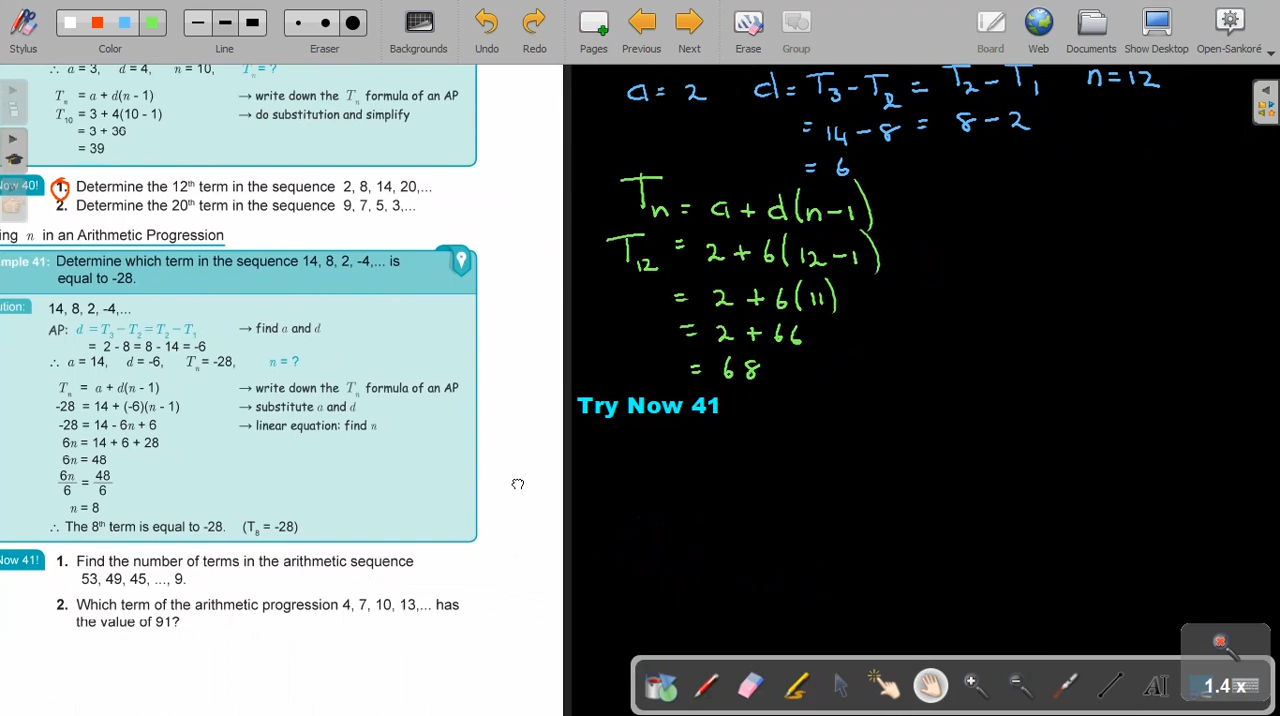 Stylus Color Line Eraser Backgrounds Undo Redo Pages Previous Next Erase Group Board Web Documents Show Desktop Open-Sankoré
∴ a = 3, d = 4, n = 10, Tn = ?
Tn = a + d(n - 1) → write down the Tn formula of an AP
T10 = 3 + 4(10 - 1) → do substitution and simplify
= 3 + 36
= 39
Now 40! 1. Determine the 12th term in the sequence 2, 8, 14, 20,...
2. Determine the 20th term in the sequence 9, 7, 5, 3,...
ing n in an Arithmetic Progression
mple 41: Determine which term in the sequence 14, 8, 2, -4,... is
equal to -28.
ution: 14, 8, 2, -4,...
AP: d = T3 – T2 = T2 – T1 → find a and d
= 2 - 8 = 8 - 14 = -6
∴ a = 14, d = -6, Tn = -28, n = ?
Tn = a + d(n - 1) → write down the Tn formula of an AP
-28 = 14 + (-6)(n - 1) → substitute a and d
-28 = 14 - 6n + 6 → linear equation: find n
6n = 14 + 6 + 28
6n = 48
6n/6 = 48/6
n = 8
∴ The 8th term is equal to -28. (T8 = -28)
Now 41! 1. Find the number of terms in the arithmetic sequence
53, 49, 45, ..., 9.
2. Which term of the arithmetic progression 4, 7, 10, 13,... has
the value of 91?
a = 2 d = T3 – T2 = T2 – T1 n = 12
= 14 – 8 = 8 – 2
= 6
Tn = a + d(n – 1)
T12 = 2 + 6(12 – 1)
= 2 + 6(11)
= 2 + 66
= 68
Try Now 41
1.4 x